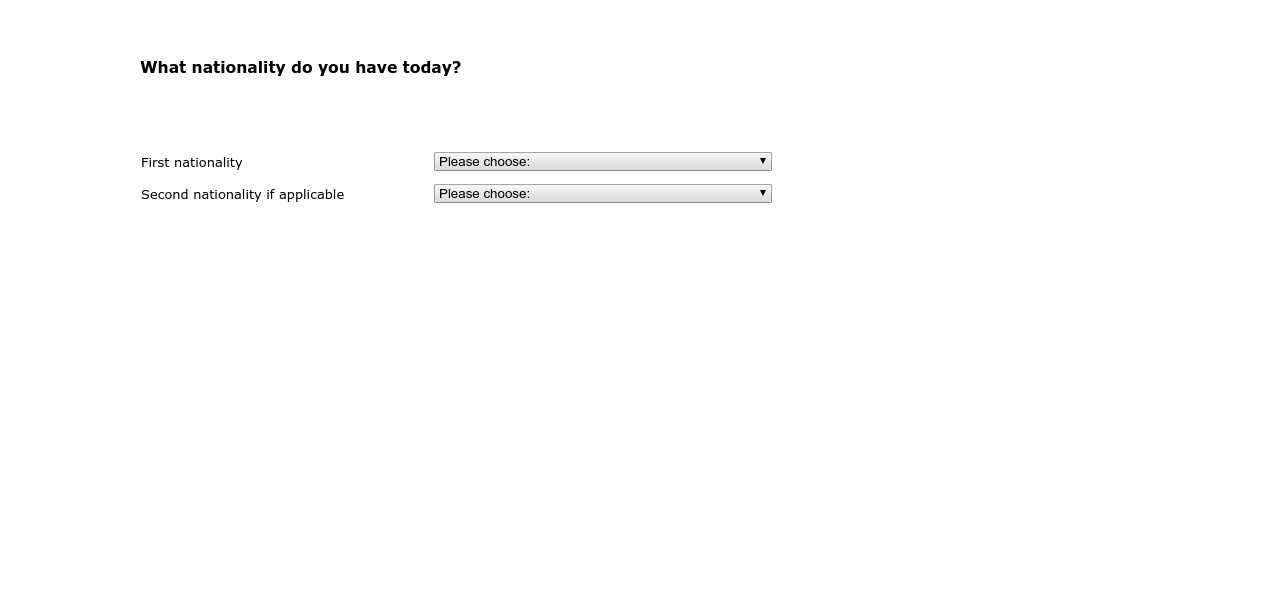 What nationality do you have today?
First nationality Please choose:
Second nationality if applicable Please choose: